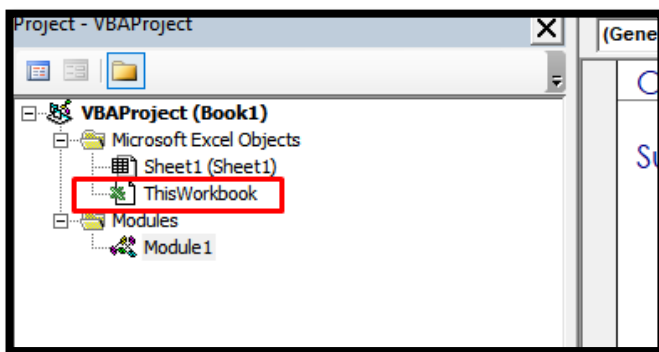 Project - VBAProject
(Gene
VBAProject (Book1)
Microsoft Excel Objects
Sheet1 (Sheet1)
ThisWorkbook
Modules
Module1